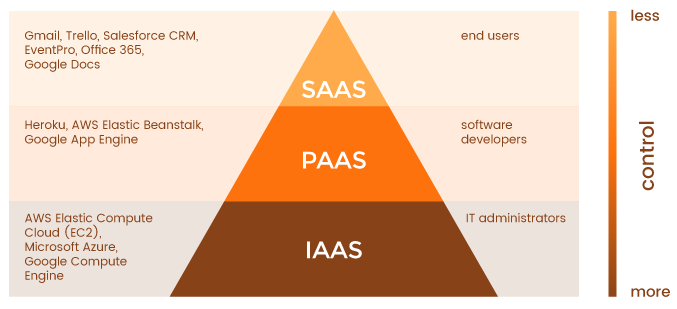 Gmail, Trello, Salesforce CRM,
EventPro, Office 365,
Google Docs
SAAS
end users
Heroku, AWS Elastic Beanstalk,
Google App Engine
PAAS
software
developers
AWS Elastic Compute
Cloud (EC2),
Microsoft Azure,
Google Compute
Engine
IAAS
IT administrators
less
control
more